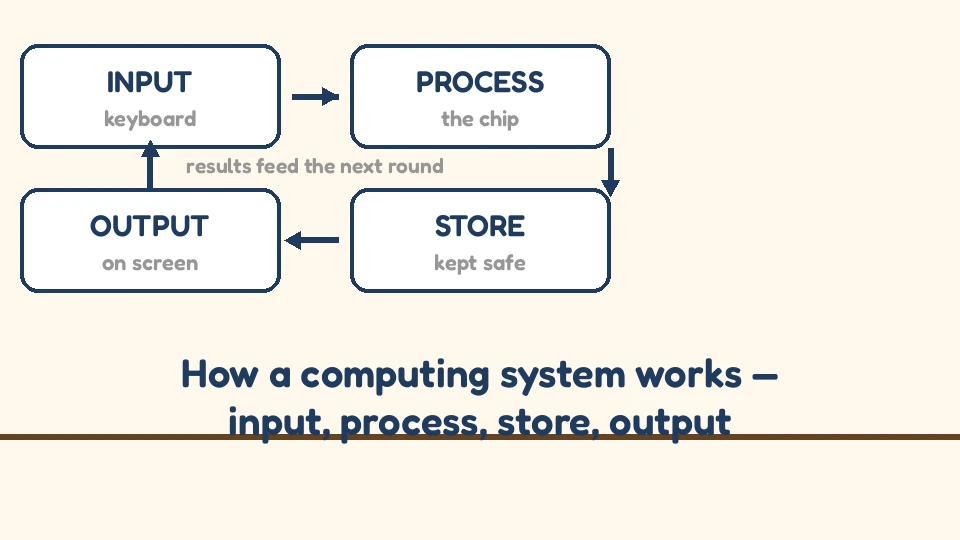 INPUT
keyboard
PROCESS
the chip
results feed the next round
OUTPUT
on screen
STORE
kept safe
How a computing system works —
input, process, store, output